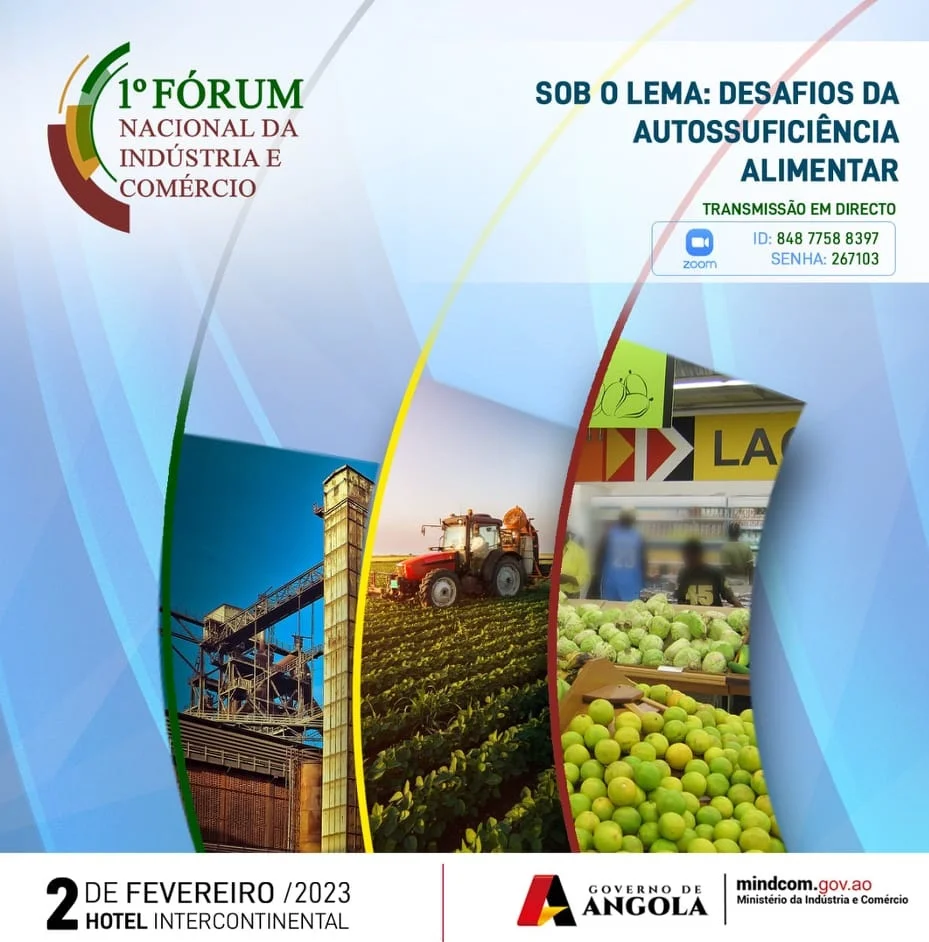 1º FÓRUM
NACIONAL DA
INDÚSTRIA E
COMÉRCIO
SOB O LEMA: DESAFIOS DA
AUTOSSUFICIÊNCIA
ALIMENTAR
TRANSMISSÃO EM DIRECTO
zoom
ID: 848 7758 8397
SENHA: 267103
LAC
45
2 DE FEVEREIRO /2023
HOTEL INTERCONTINENTAL
GOVERNO DE
ANGOLA
mindcom.gov.ao
Ministério da Indústria e Comércio